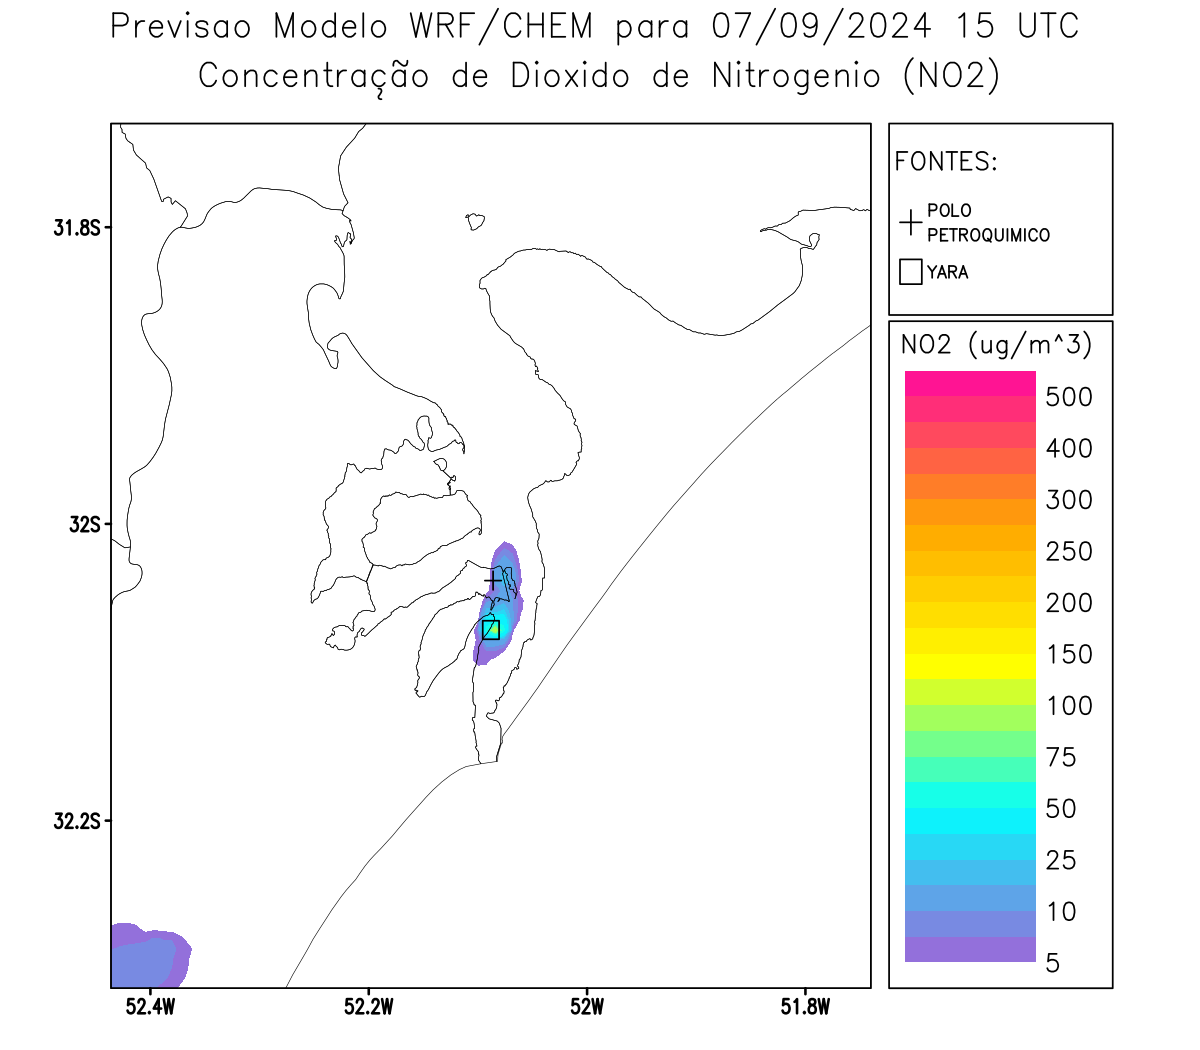 Previsao Modelo WRF/CHEM para 07/09/2024 15 UTC
Concentração de Dioxido de Nitrogenio (NO2)
FONTES:
POLO
PETROQUIMICO
YARA
31.8S
32S
32.2S
52.4W
52.2W
52W
51.8W
NO2 (ug/m^3)
500
400
300
250
200
150
100
75
50
25
10
5